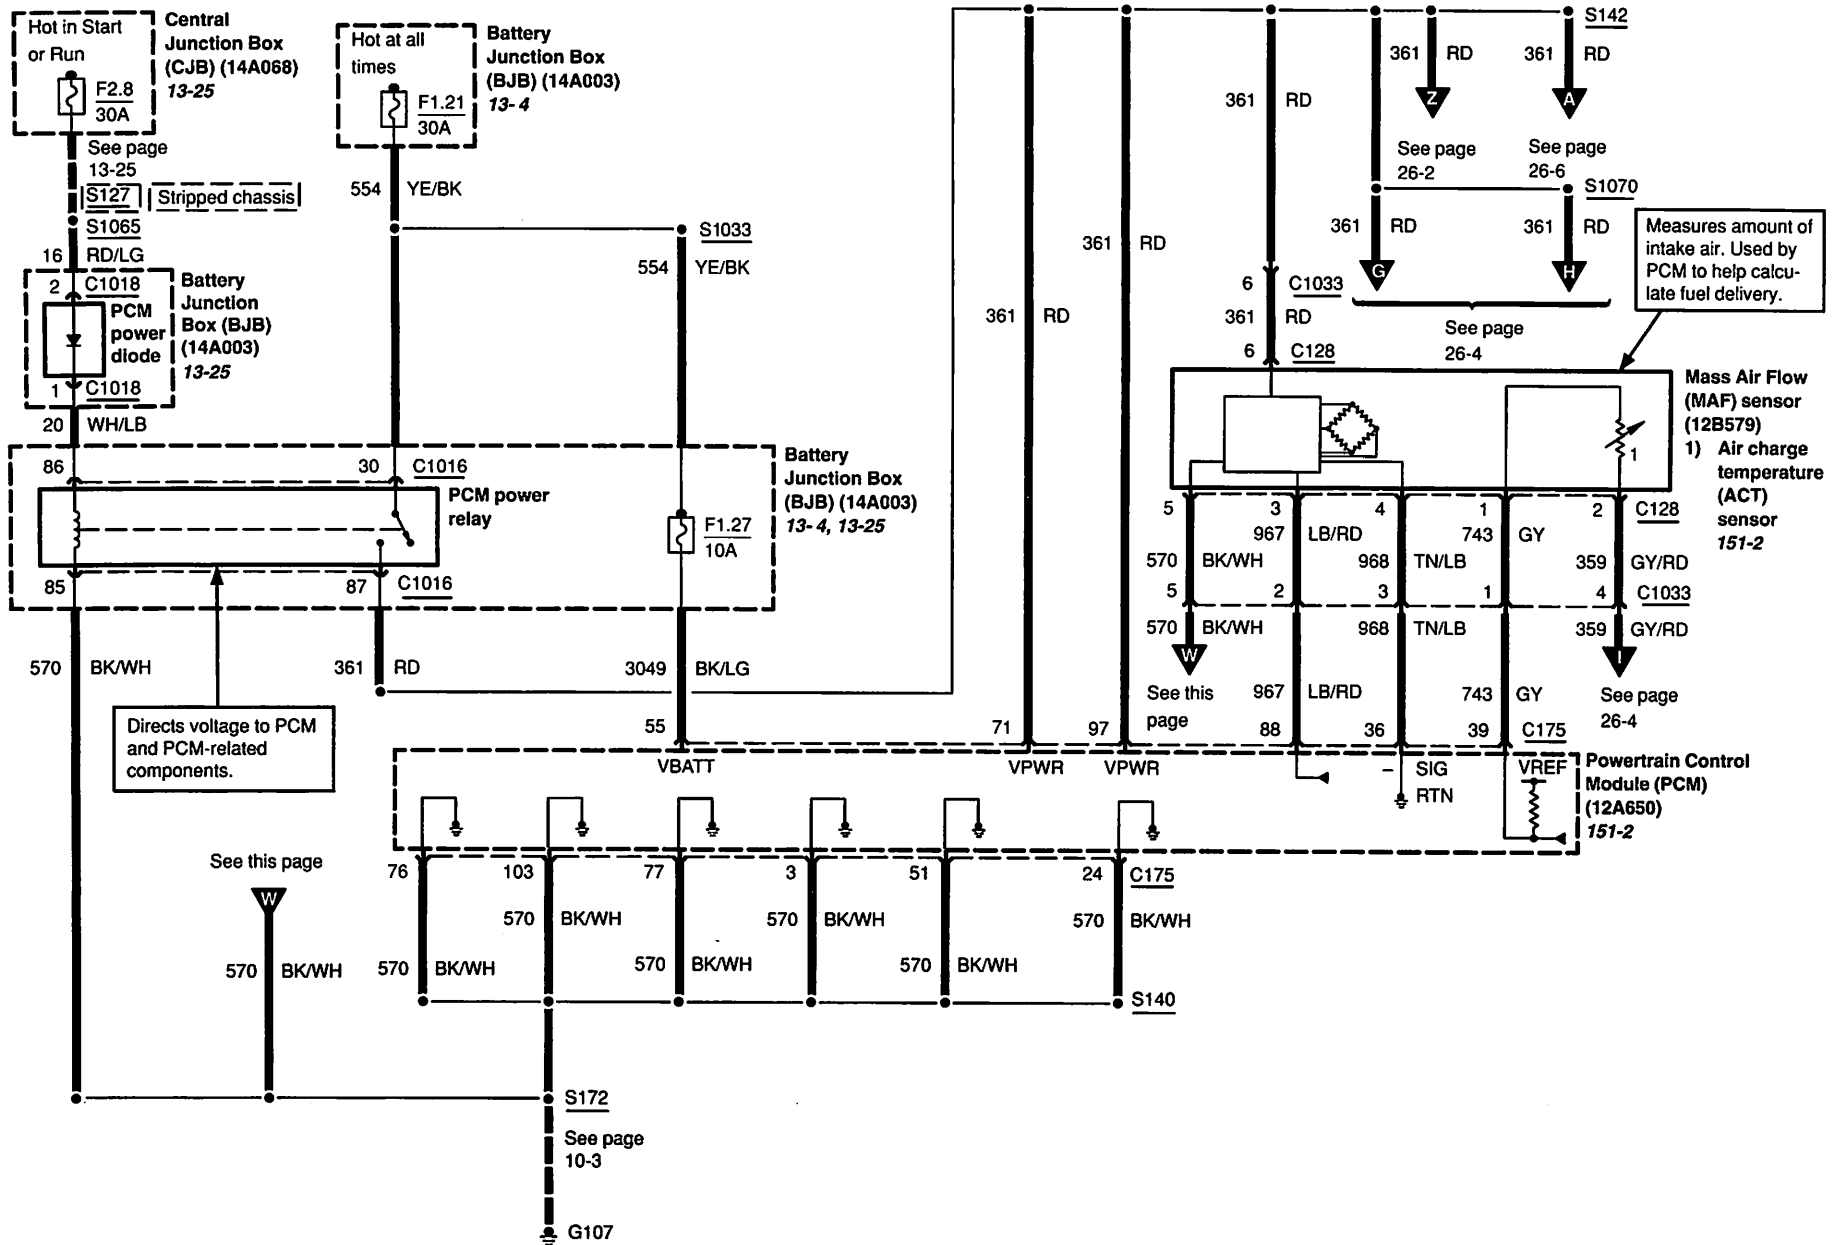 Hot in Start
or Run
F2.8
30A
Central
Junction Box
(CJB) (14A068)
13-25
See page
13-25
S127
Stripped chassis
S1065
16 RD/LG
2 C1018
PCM
power
diode
1 C1018
Battery
Junction
Box (BJB)
(14A003)
13-25
20 WH/LB
Hot at all
times
F1.21
30A
Battery
Junction Box
(BJB) (14A003)
13-4
554 YE/BK
S1033
554 YE/BK
86
30 C1016
PCM power
relay
85
87 C1016
F1.27
10A
Battery
Junction Box
(BJB) (14A003)
13-4, 13-25
570 BK/WH
361 RD
3049 BK/LG
Directs voltage to PCM
and PCM-related
components.
S142
361 RD
361 RD
361 RD
Z
A
See page
26-2
See page
26-6
S1070
361 RD
361 RD
361 RD
361 RD
G
H
See page
26-4
6 C1033
361 RD
6 C128
Measures amount of
intake air. Used by
PCM to help calcu-
late fuel delivery.
Mass Air Flow
(MAF) sensor
(12B579)
1) Air charge
temperature
(ACT)
sensor
151-2
1
5 3 4 1 2 C128
967 LB/RD 743 GY
570 BK/WH 968 TN/LB 359 GY/RD
5 2 3 1 4 C1033
570 BK/WH 968 TN/LB 359 GY/RD
W
I
See this
page
967 LB/RD 743 GY
See page
26-4
55 71 97 88 36 39 C175
VBATT VPWR VPWR – SIG VREF
RTN
Powertrain Control
Module (PCM)
(12A650)
151-2
See this page
W
76 103 77 3 51 24 C175
570 BK/WH 570 BK/WH 570 BK/WH
570 BK/WH 570 BK/WH 570 BK/WH 570 BK/WH
S140
S172
See page
10-3
G107